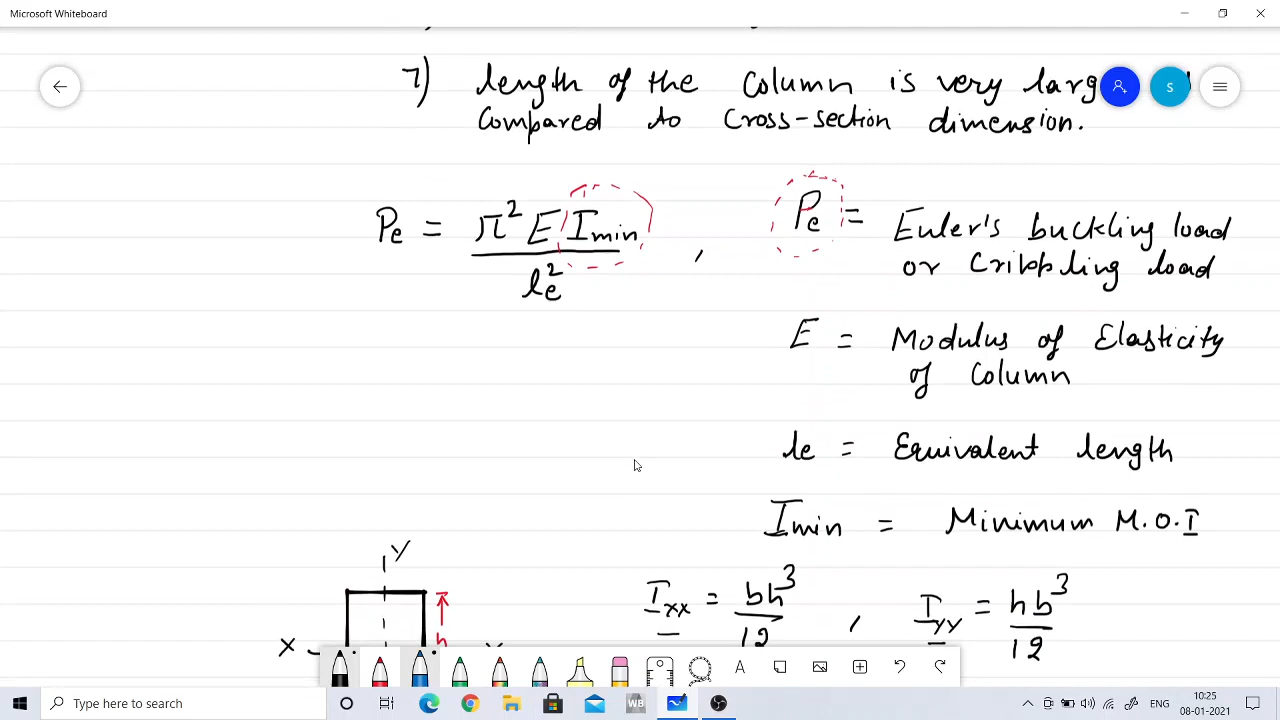 Microsoft Whiteboard
7) length of the Column is very larg
Compared to Cross-section dimension.
Pe = π² E Imin / le² , Pe = Euler's buckling load
or Cribbling load
E = Modulus of Elasticity
of Column
le = Equivalent length
Imin = Minimum M.O.I
Y
Ixx = bh³/12 , Iyy = hb³/12
X
h
S
A
WB
Type here to search
ENG
10:25
08-01-2021